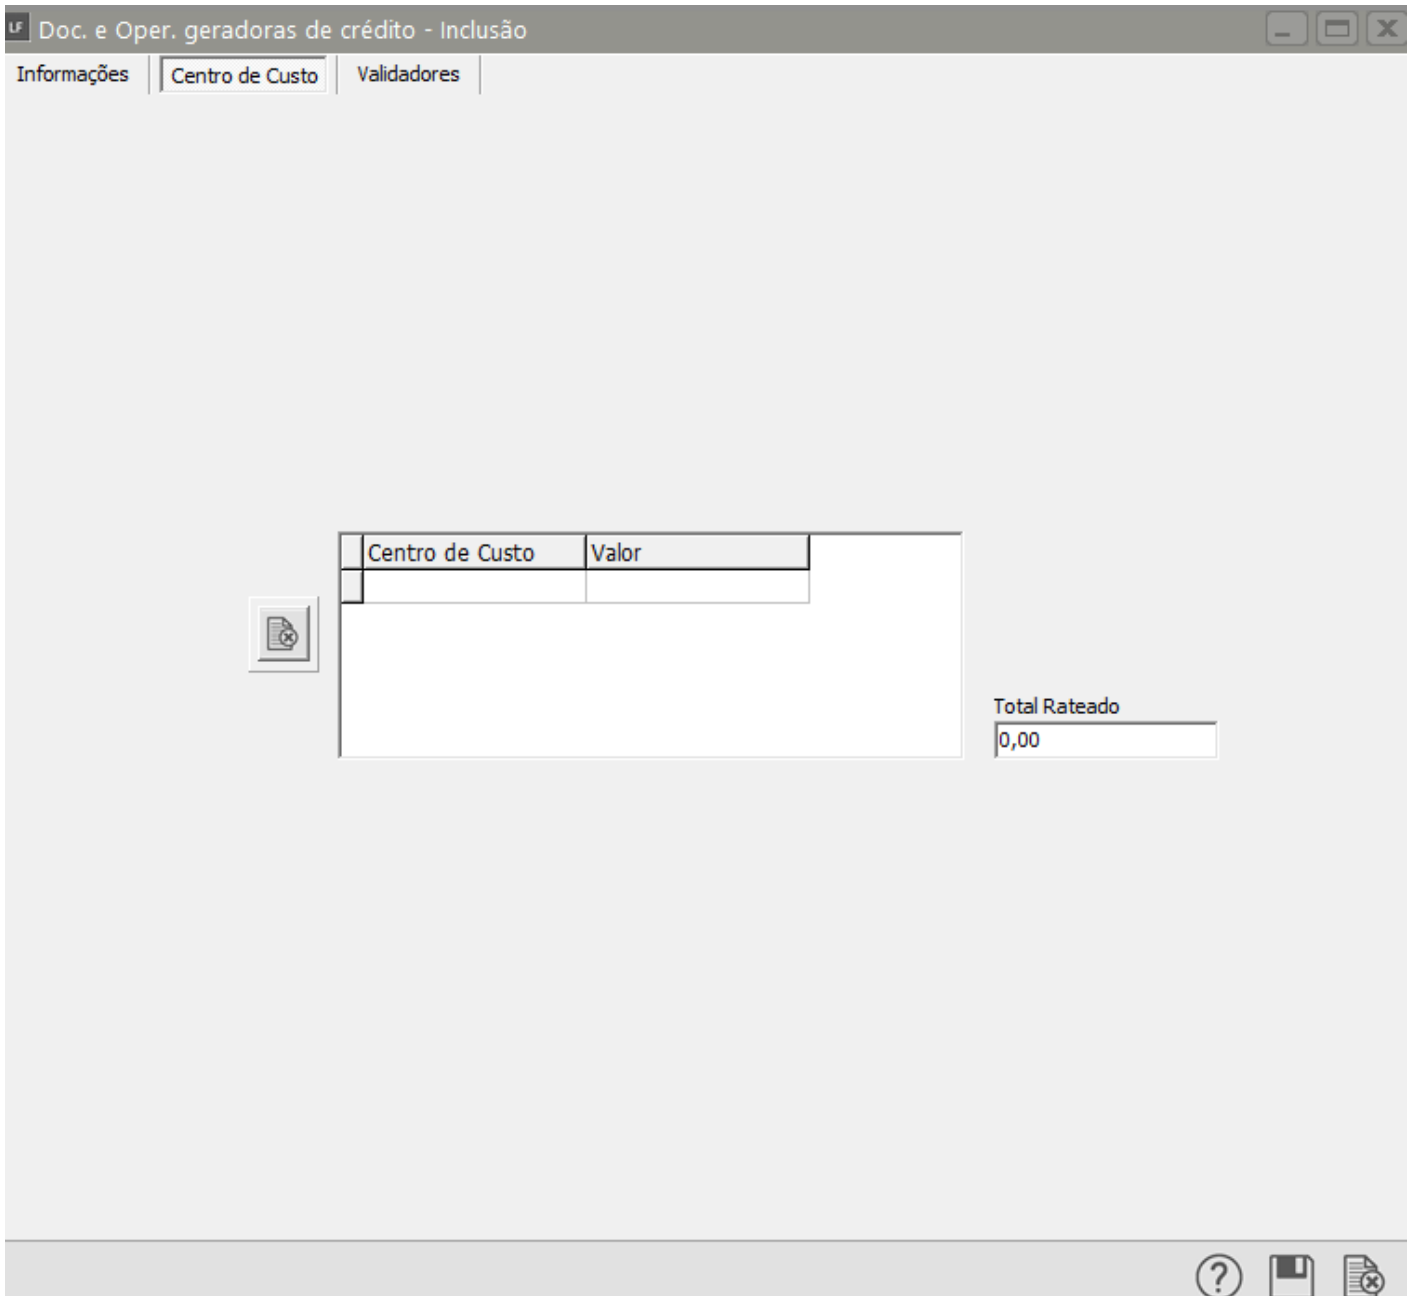 LF Doc. e Oper. geradoras de crédito - Inclusão
Informações Centro de Custo Validadores
Centro de Custo Valor
Total Rateado
0,00
?